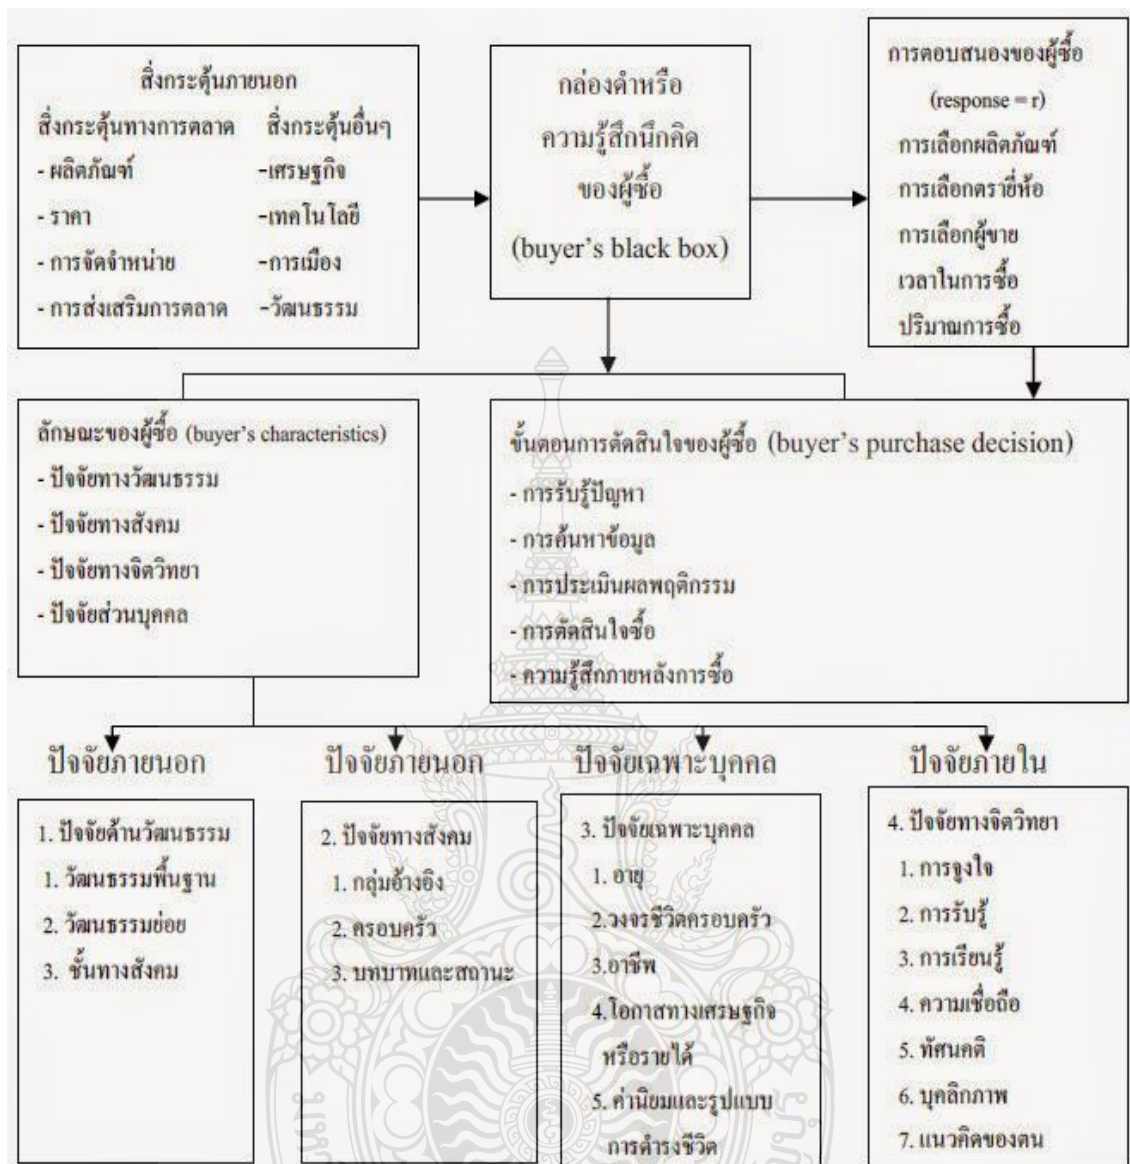 สิ่งกระตุ้นภายนอก
สิ่งกระตุ้นทางการตลาด สิ่งกระตุ้นอื่นๆ
- ผลิตภัณฑ์ -เศรษฐกิจ
- ราคา -เทคโนโลยี
- การจัดจำหน่าย -การเมือง
- การส่งเสริมการตลาด -วัฒนธรรม
กล่องดำหรือ
ความรู้สึกนึกคิด
ของผู้ซื้อ
(buyer's black box)
การตอบสนองของผู้ซื้อ
(response = r)
การเลือกผลิตภัณฑ์
การเลือกตรายี่ห้อ
การเลือกผู้ขาย
เวลาในการซื้อ
ปริมาณการซื้อ
ลักษณะของผู้ซื้อ (buyer's characteristics)
- ปัจจัยทางวัฒนธรรม
- ปัจจัยทางสังคม
- ปัจจัยทางจิตวิทยา
- ปัจจัยส่วนบุคคล
ขั้นตอนการตัดสินใจของผู้ซื้อ (buyer's purchase decision)
- การรับรู้ปัญหา
- การค้นหาข้อมูล
- การประเมินผลพฤติกรรม
- การตัดสินใจซื้อ
- ความรู้สึกภายหลังการซื้อ
ปัจจัยภายนอก
1. ปัจจัยด้านวัฒนธรรม
1. วัฒนธรรมพื้นฐาน
2. วัฒนธรรมย่อย
3. ชั้นทางสังคม
ปัจจัยภายนอก
2. ปัจจัยทางสังคม
1. กลุ่มอ้างอิง
2. ครอบครัว
3. บทบาทและสถานะ
ปัจจัยเฉพาะบุคคล
3. ปัจจัยเฉพาะบุคคล
1. อายุ
2.วงจรชีวิตครอบครัว
3.อาชีพ
4.โอกาสทางเศรษฐกิจ
หรือรายได้
5. ค่านิยมและรูปแบบ
การดำรงชีวิต
ปัจจัยภายใน
4. ปัจจัยทางจิตวิทยา
1. การจูงใจ
2. การรับรู้
3. การเรียนรู้
4. ความเชื่อถือ
5. ทัศนคติ
6. บุคลิกภาพ
7. แนวคิดของตน